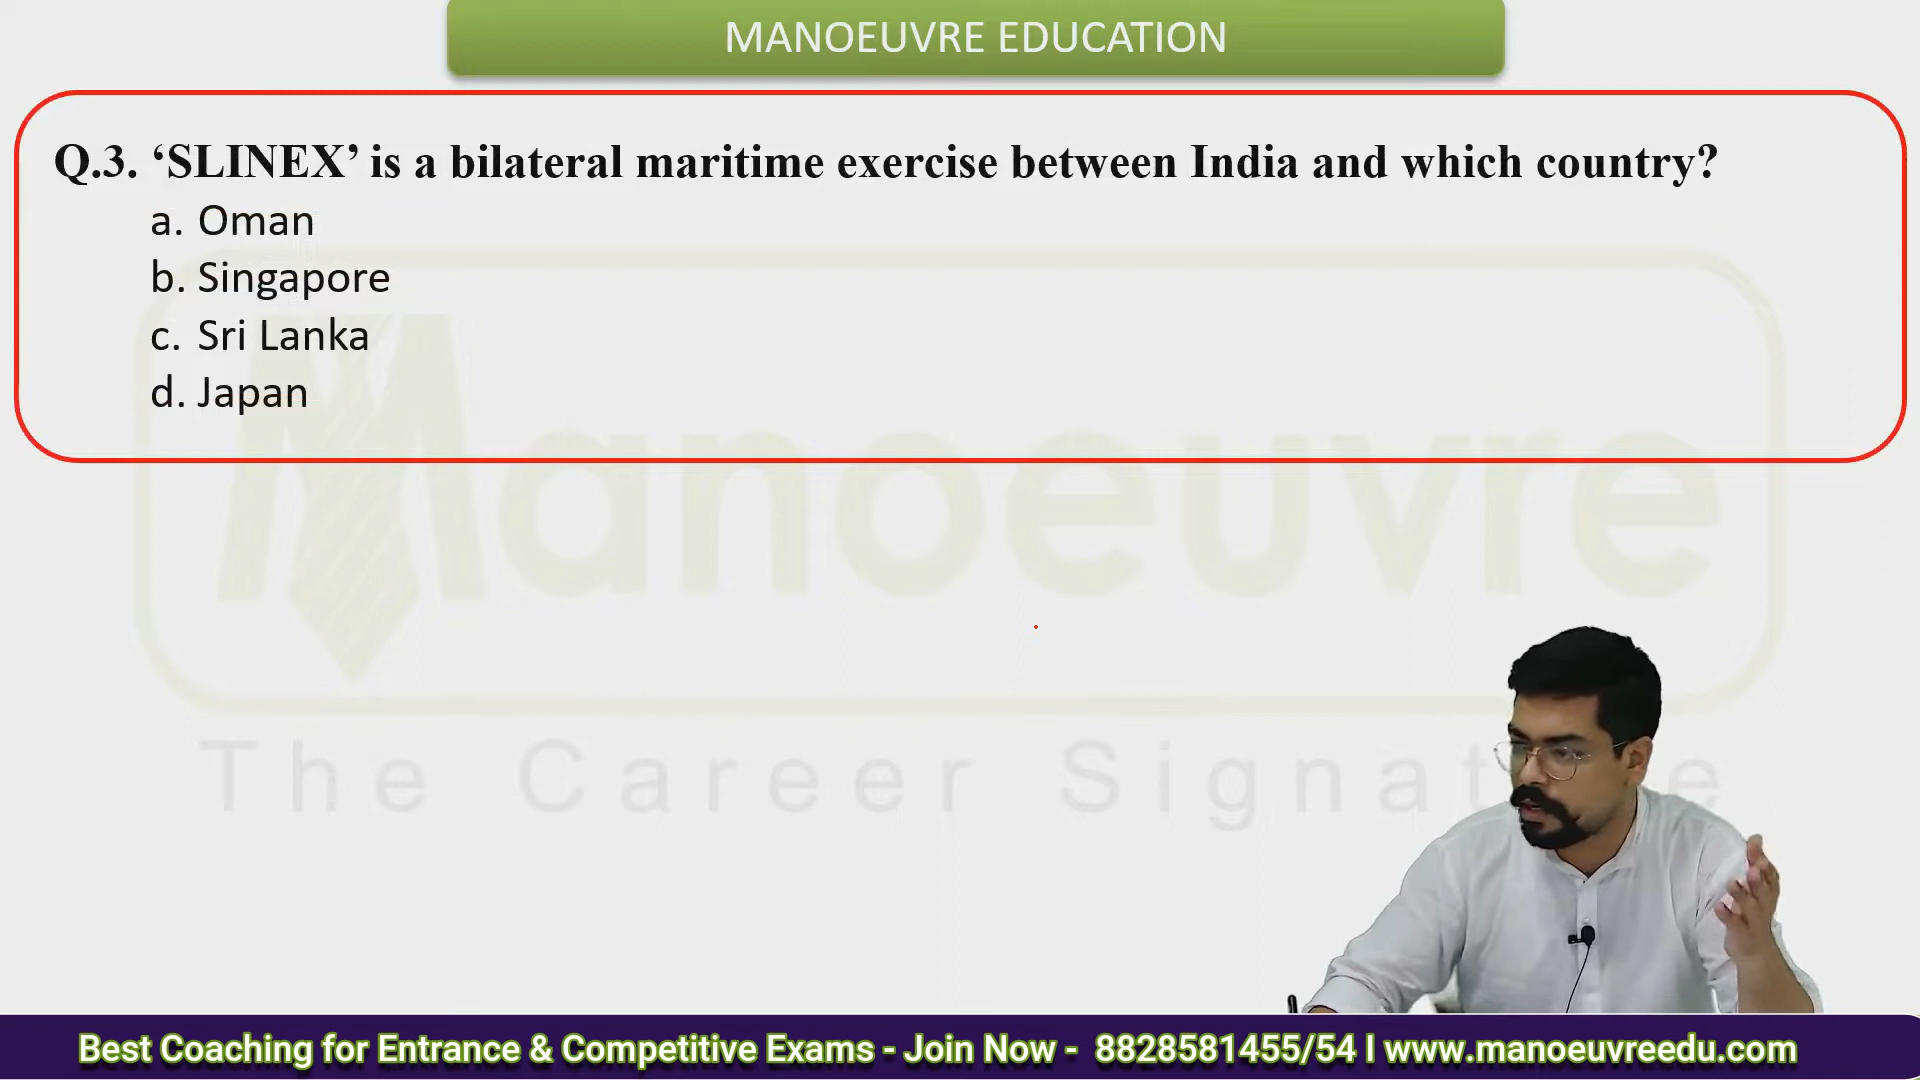 MANOEUVRE EDUCATION
Q.3. ‘SLINEX’ is a bilateral maritime exercise between India and which country?
a. Oman
b. Singapore
c. Sri Lanka
d. Japan
Manoeuvre
The Career Signature
Best Coaching for Entrance & Competitive Exams - Join Now - 8828581455/54 I www.manoeuvreedu.com